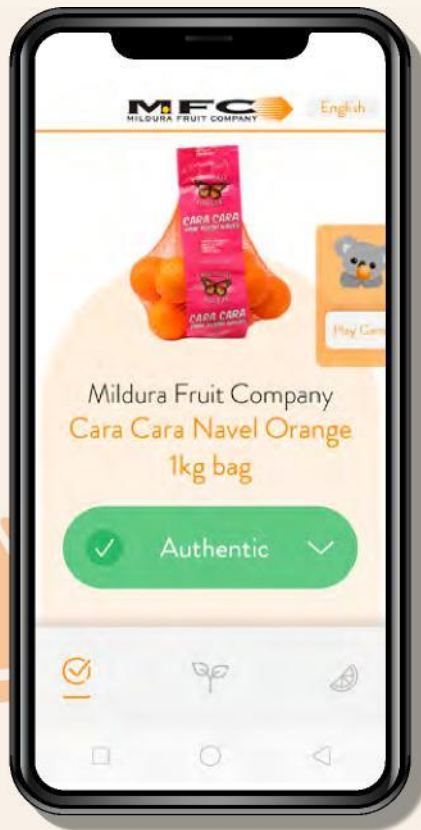 MFC
MILDURA FRUIT COMPANY
English
CARA CARA
CARA CARA
Play
Mildura Fruit Company
Cara Cara Navel Orange
1kg bag
Authentic